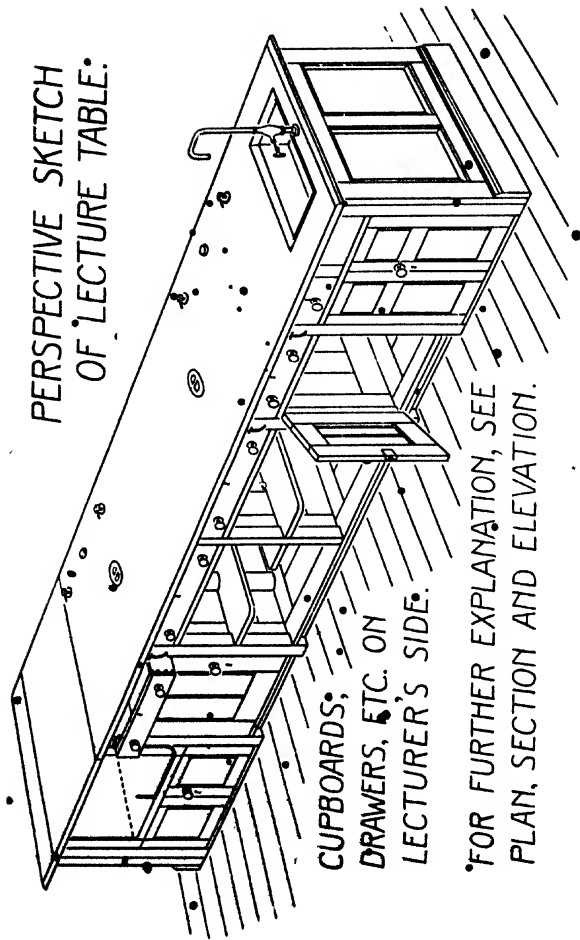 PERSPECTIVE SKETCH
OF LECTURE TABLE.
CUPBOARDS,
DRAWERS, ETC. ON
LECTURER'S SIDE.
FOR FURTHER EXPLANATION, SEE
PLAN, SECTION AND ELEVATION.